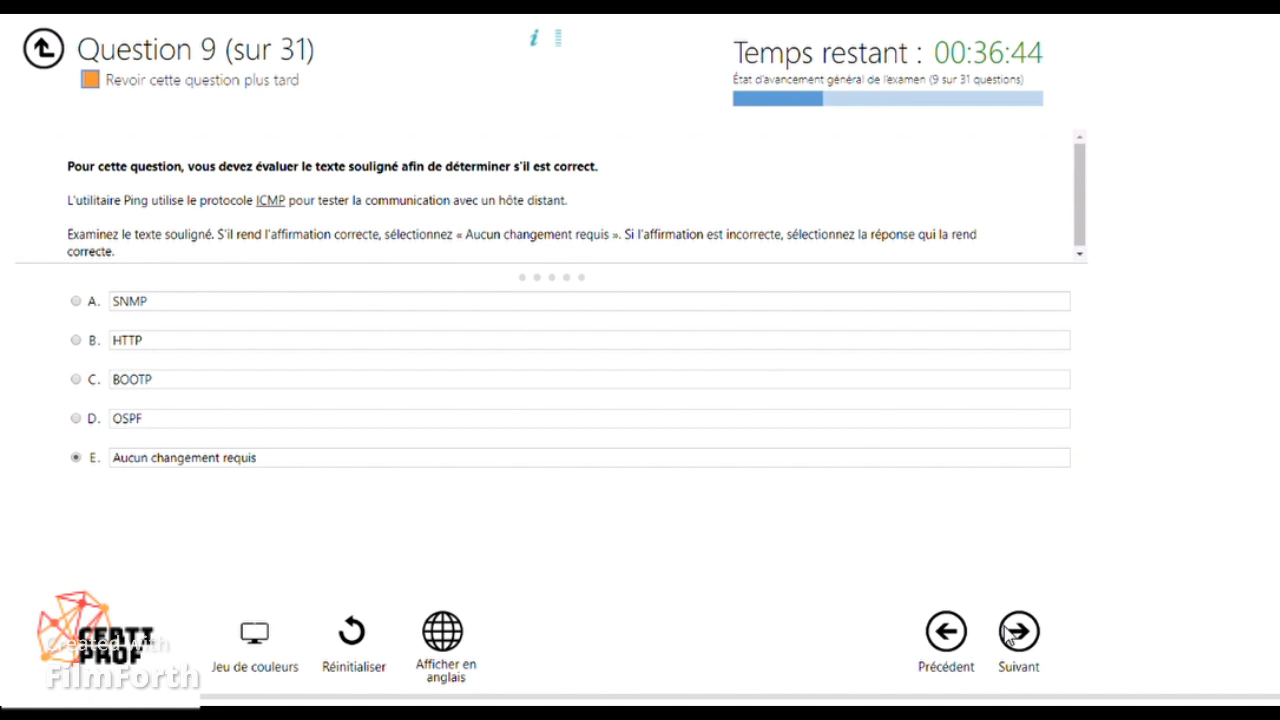 Question 9 (sur 31)
Revoir cette question plus tard
i
Temps restant : 00:36:44
État d'avancement général de l'examen (9 sur 31 questions)
Pour cette question, vous devez évaluer le texte souligné afin de déterminer s'il est correct.
L'utilitaire Ping utilise le protocole ICMP pour tester la communication avec un hôte distant.
Examinez le texte souligné. S'il rend l'affirmation correcte, sélectionnez « Aucun changement requis ». Si l'affirmation est incorrecte, sélectionnez la réponse qui la rend
correcte.
A. SNMP
B. HTTP
C. BOOTP
D. OSPF
E. Aucun changement requis
CERTI
PROF
Created with
FilmForth
Jeu de couleurs
Réinitialiser
Afficher en
anglais
Précédent
Suivant